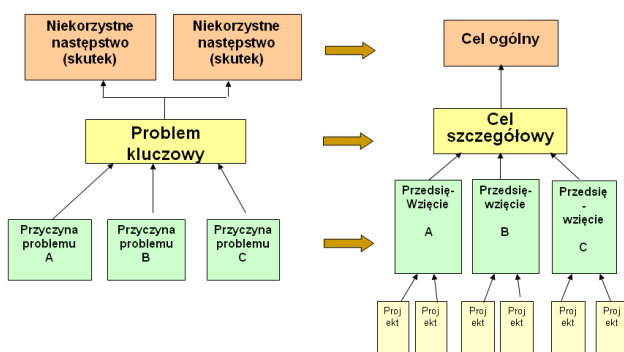 Niekorzystne
następstwo
(skutek)
Niekorzystne
następstwo
(skutek)
Cel ogólny
Problem
kluczowy
Cel
szczegółowy
Przyczyna
problemu
A
Przyczyna
problemu
B
Przyczyna
problemu
C
Przedsię-
Wzięcie
A
Przedsię-
wzięcie
B
Przedsię
-
wzięcie
C
Proj
ekt
Proj
ekt
Proj
ekt
Proj
ekt
Proj
ekt
Proj
ekt